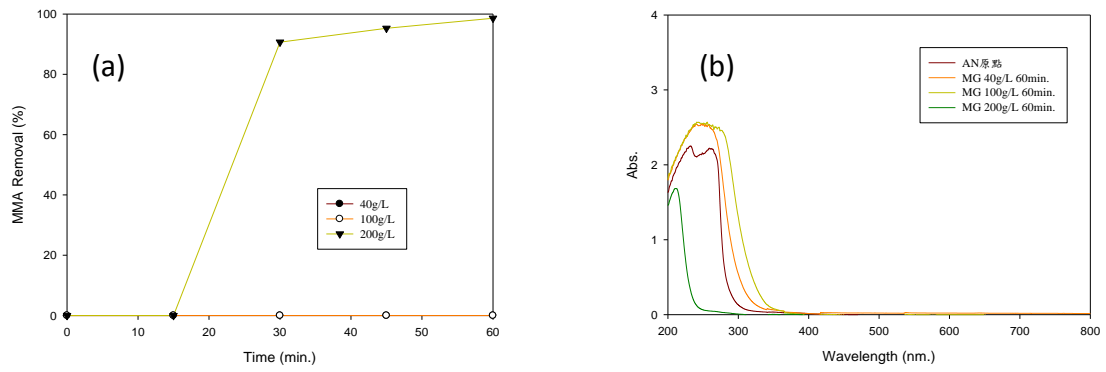 (a)
MMA Removal (%)
100
80
60
40
20
0
0 10 20 30 40 50 60
Time (min.)
40g/L
100g/L
200g/L
(b)
Abs.
4
3
2
1
0
200 300 400 500 600 700 800
Wavelength (nm.)
AN原點
MG 40g/L 60min.
MG 100g/L 60min.
MG 200g/L 60min.